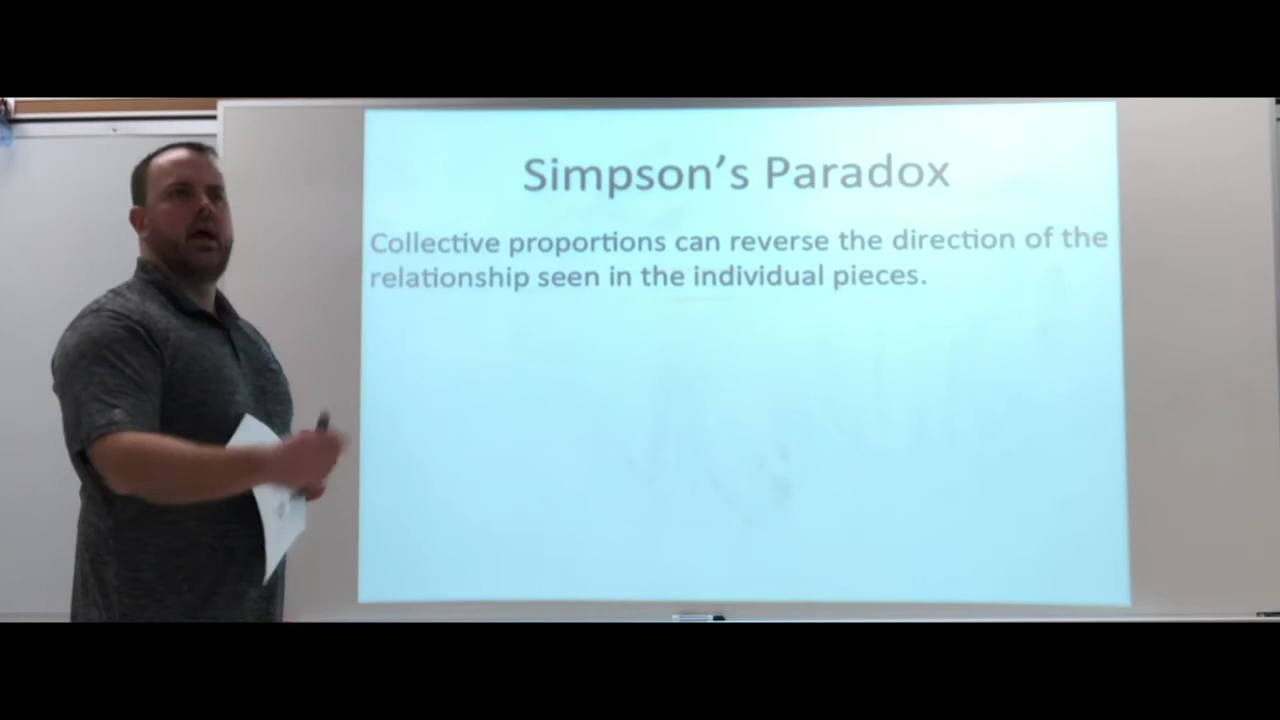 Simpson’s Paradox
Collective proportions can reverse the direction of the
relationship seen in the individual pieces.